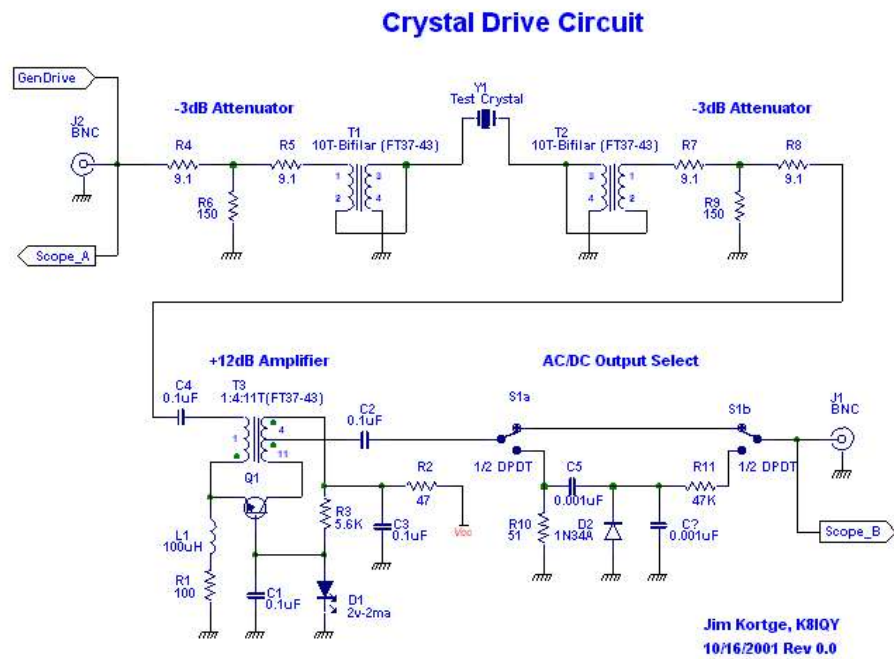 Crystal Drive Circuit
GenDrive
-3dB Attenuator
Y1
Test Crystal
-3dB Attenuator
J2
BNC
R4
9.1
R5
9.1
R6
150
T1
10T-Bifilar (FT37-43)
1
2
3
4
T2
10T-Bifilar (FT37-43)
3
4
1
2
R7
9.1
R8
9.1
R9
150
Scope_A
+12dB Amplifier
AC/DC Output Select
C4
0.1uF
T3
1:4:11T(FT37-43)
1
4
11
C2
0.1uF
S1a
1/2 DPDT
S1b
1/2 DPDT
J1
BNC
Q1
R2
47
Vcc
R3
5.6K
C3
0.1uF
C5
0.001uF
R11
47K
L1
100uH
R10
51
D2
1N34A
C?
0.001uF
Scope_B
R1
100
C1
0.1uF
D1
2v-2ma
Jim Kortge, K8IQY
10/16/2001 Rev 0.0